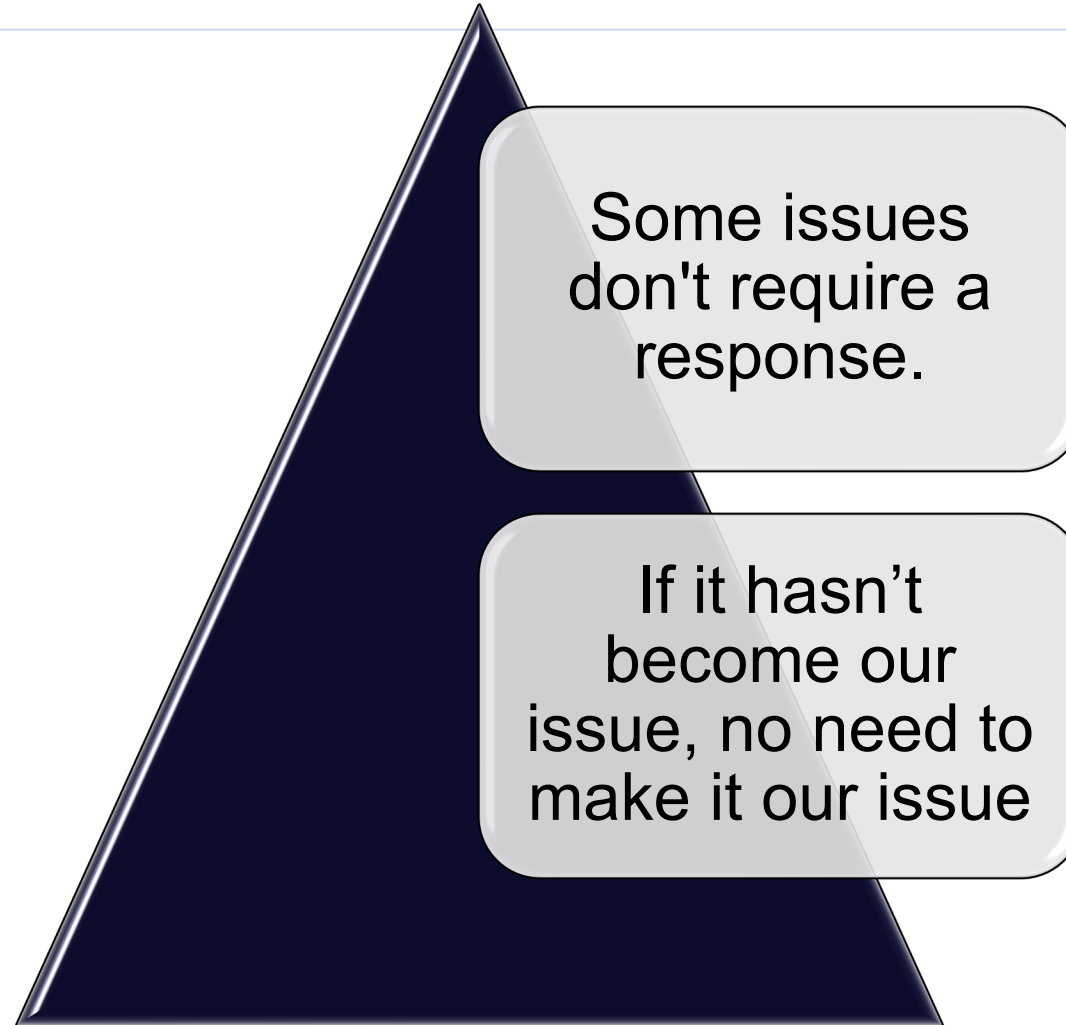 Some issues
don't require a
response.
If it hasn’t
become our
issue, no need to
make it our issue